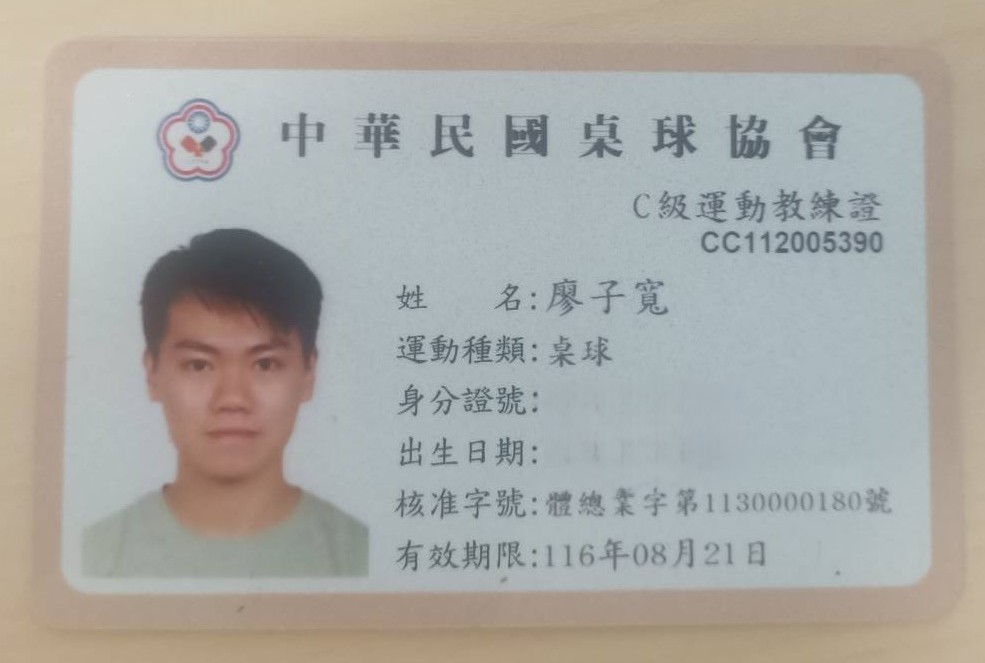 中華民國桌球協會
C級運動教練證
CC112005390
姓　　名:廖子寬
運動種類:桌球
身分證號:
出生日期:
核准字號:體總業字第1130000180號
有效期限:116年08月21日